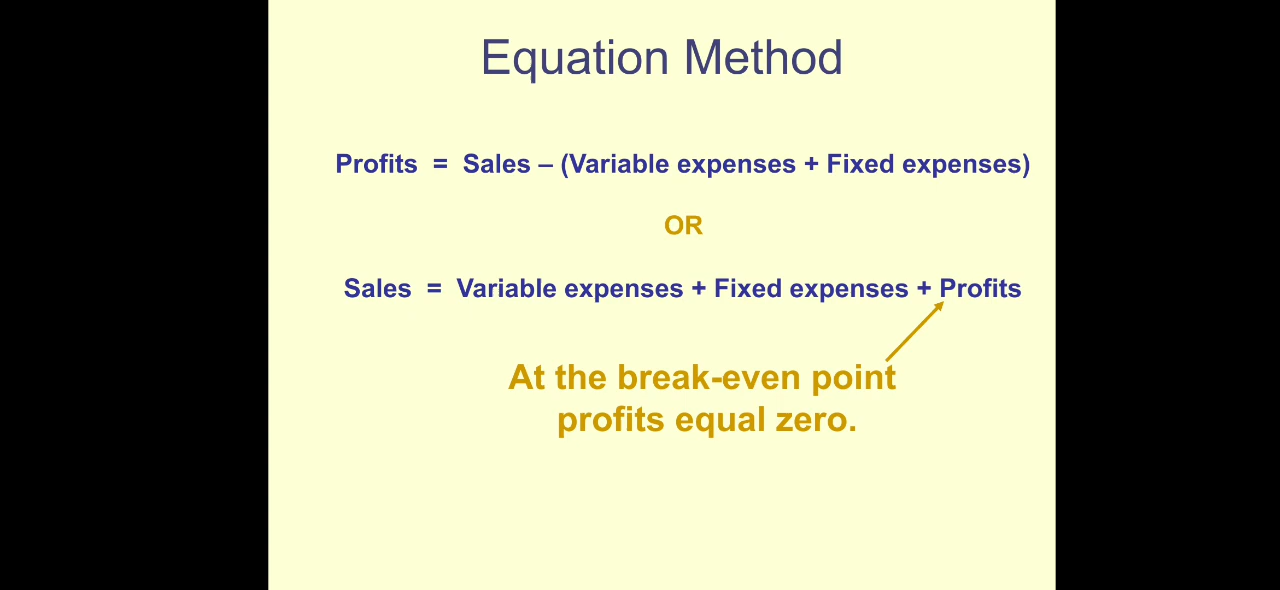 Equation Method
Profits = Sales – (Variable expenses + Fixed expenses)
OR
Sales = Variable expenses + Fixed expenses + Profits
At the break-even point
profits equal zero.